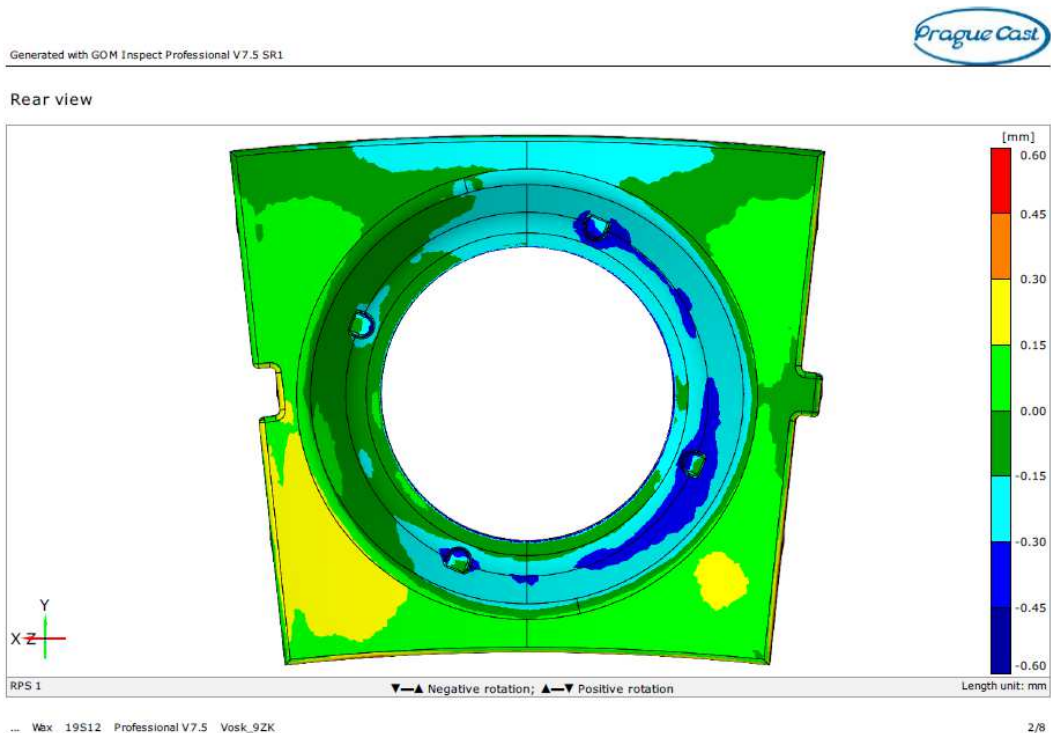 Prague Cast
Generated with GOM Inspect Professional V7.5 SR1
Rear view
[mm]
0.60
0.45
0.30
0.15
0.00
-0.15
-0.30
-0.45
-0.60
Y
X Z
RPS 1
▼—▲ Negative rotation; ▲—▼ Positive rotation
Length unit: mm
... Wax 19S12 Professional V7.5 Vosk_9ZK
2/8